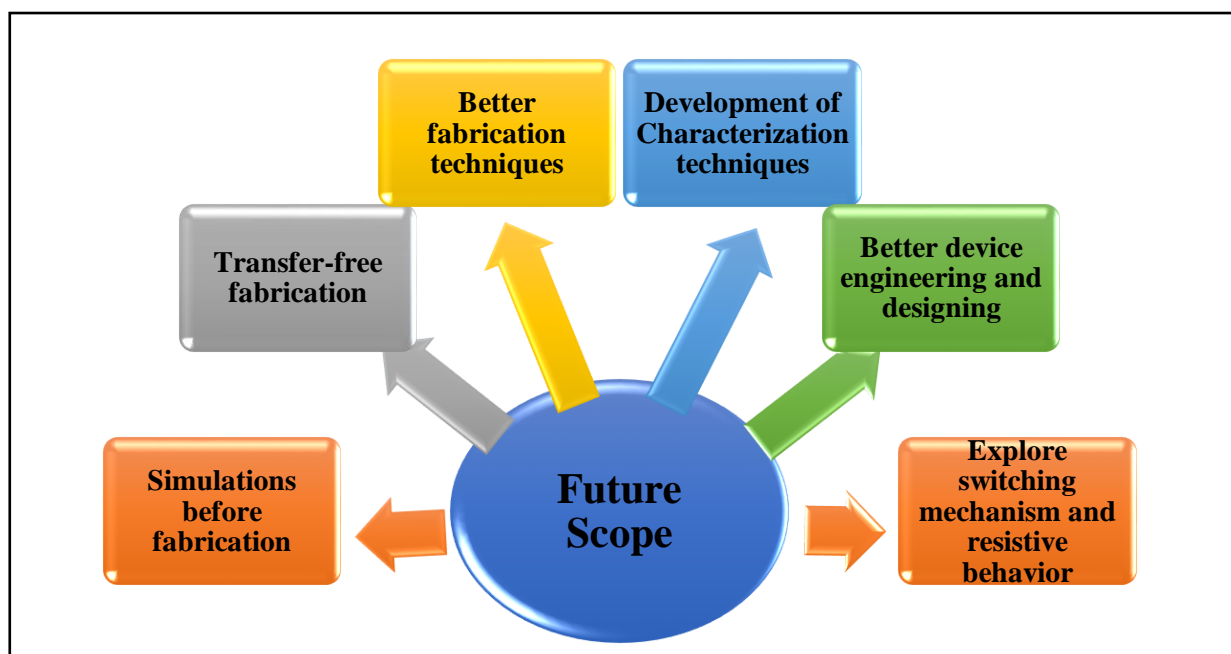 Better
fabrication
techniques
Development of
Characterization
techniques
Transfer-free
fabrication
Better device
engineering and
designing
Simulations
before
fabrication
Future
Scope
Explore
switching
mechanism and
resistive
behavior